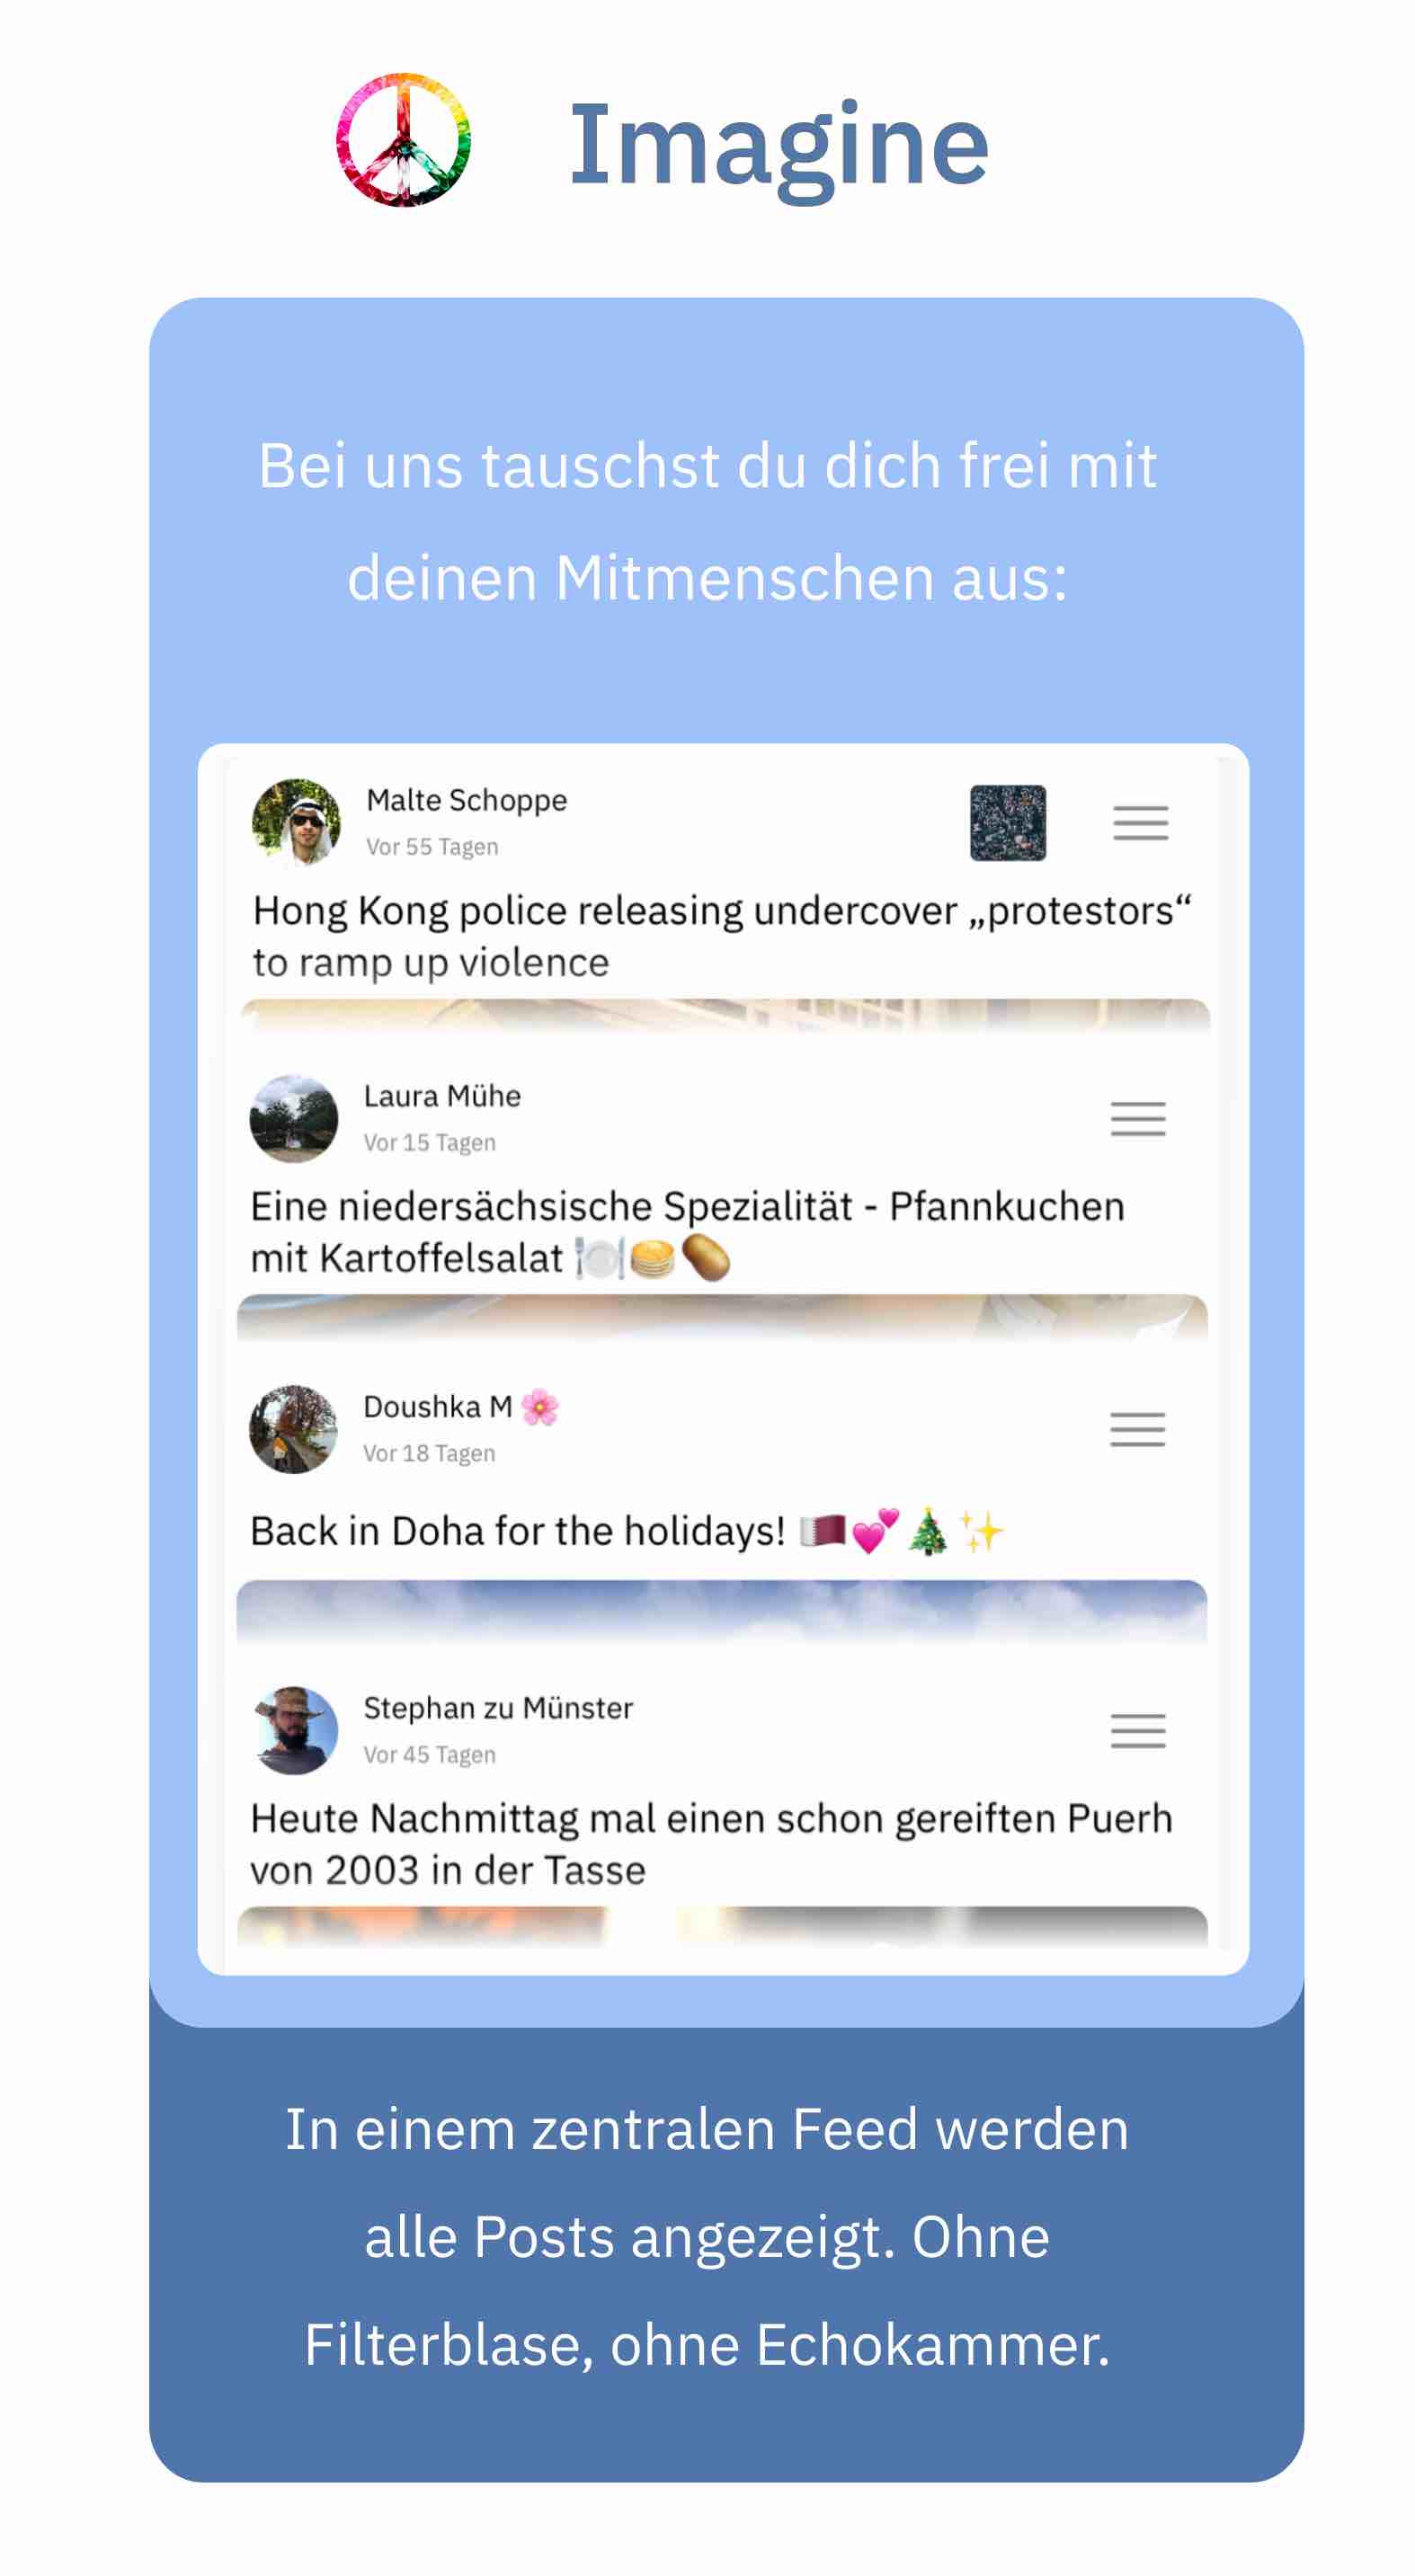 Imagine
Bei uns tauschst du dich frei mit
deinen Mitmenschen aus:
Malte Schoppe
Vor 55 Tagen
Hong Kong police releasing undercover „protestors“
to ramp up violence
Laura Mühe
Vor 15 Tagen
Eine niedersächsische Spezialität - Pfannkuchen
mit Kartoffelsalat 🍽️🥞🥔
Doushka M 🌸
Vor 18 Tagen
Back in Doha for the holidays! 🇶🇦💕🎄✨
Stephan zu Münster
Vor 45 Tagen
Heute Nachmittag mal einen schon gereiften Puerh
von 2003 in der Tasse
In einem zentralen Feed werden
alle Posts angezeigt. Ohne
Filterblase, ohne Echokammer.